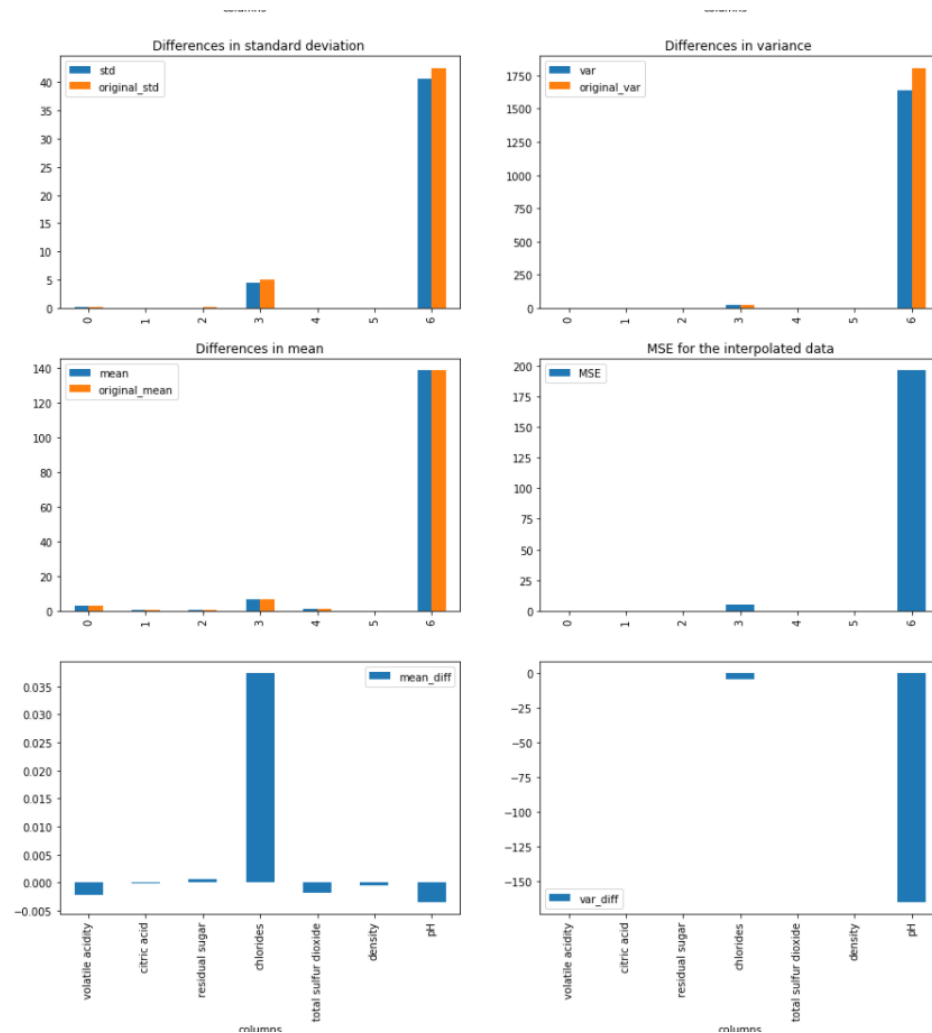 Differences in standard deviation
std
original_std
40
35
30
25
20
15
10
5
0
0
1
2
3
4
5
6
Differences in variance
var
original_var
1750
1500
1250
1000
750
500
250
0
0
1
2
3
4
5
6
Differences in mean
mean
original_mean
140
120
100
80
60
40
20
0
0
1
2
3
4
5
6
MSE for the interpolated data
MSE
200
175
150
125
100
75
50
25
0
0
1
2
3
4
5
6
mean_diff
0.035
0.030
0.025
0.020
0.015
0.010
0.005
0.000
−0.005
volatile acidity
citric acid
residual sugar
chlorides
total sulfur dioxide
density
pH
columns
0
−25
−50
−75
−100
−125
−150
var_diff
volatile acidity
citric acid
residual sugar
chlorides
total sulfur dioxide
density
pH
columns